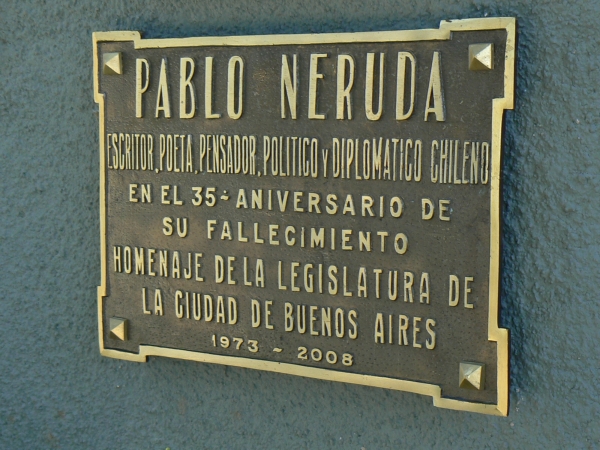 PABLO NERUDA
ESCRITOR, POETA, PENSADOR, POLITICO Y DIPLOMATICO CHILENO
EN EL 35~ ANIVERSARIO DE
SU FALLECIMIENTO
HOMENAJE DE LA LEGISLATURA DE
LA CIUDAD DE BUENOS AIRES
1973 ~ 2008